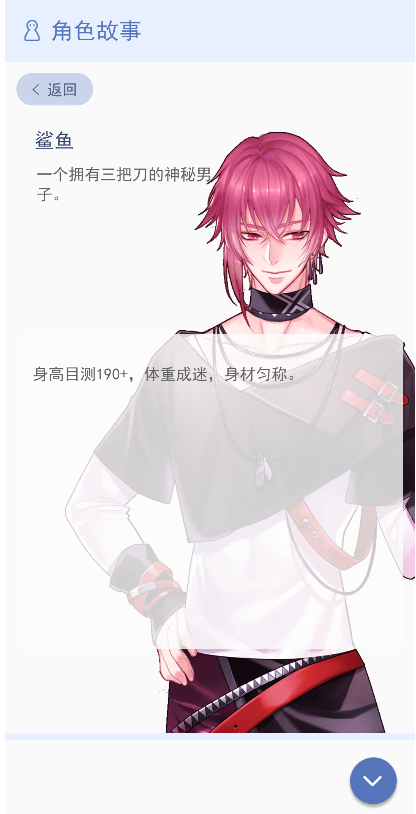 角色故事
返回
鲨鱼
一个拥有三把刀的神秘男
子。
身高目测190+，体重成迷，身材匀称。